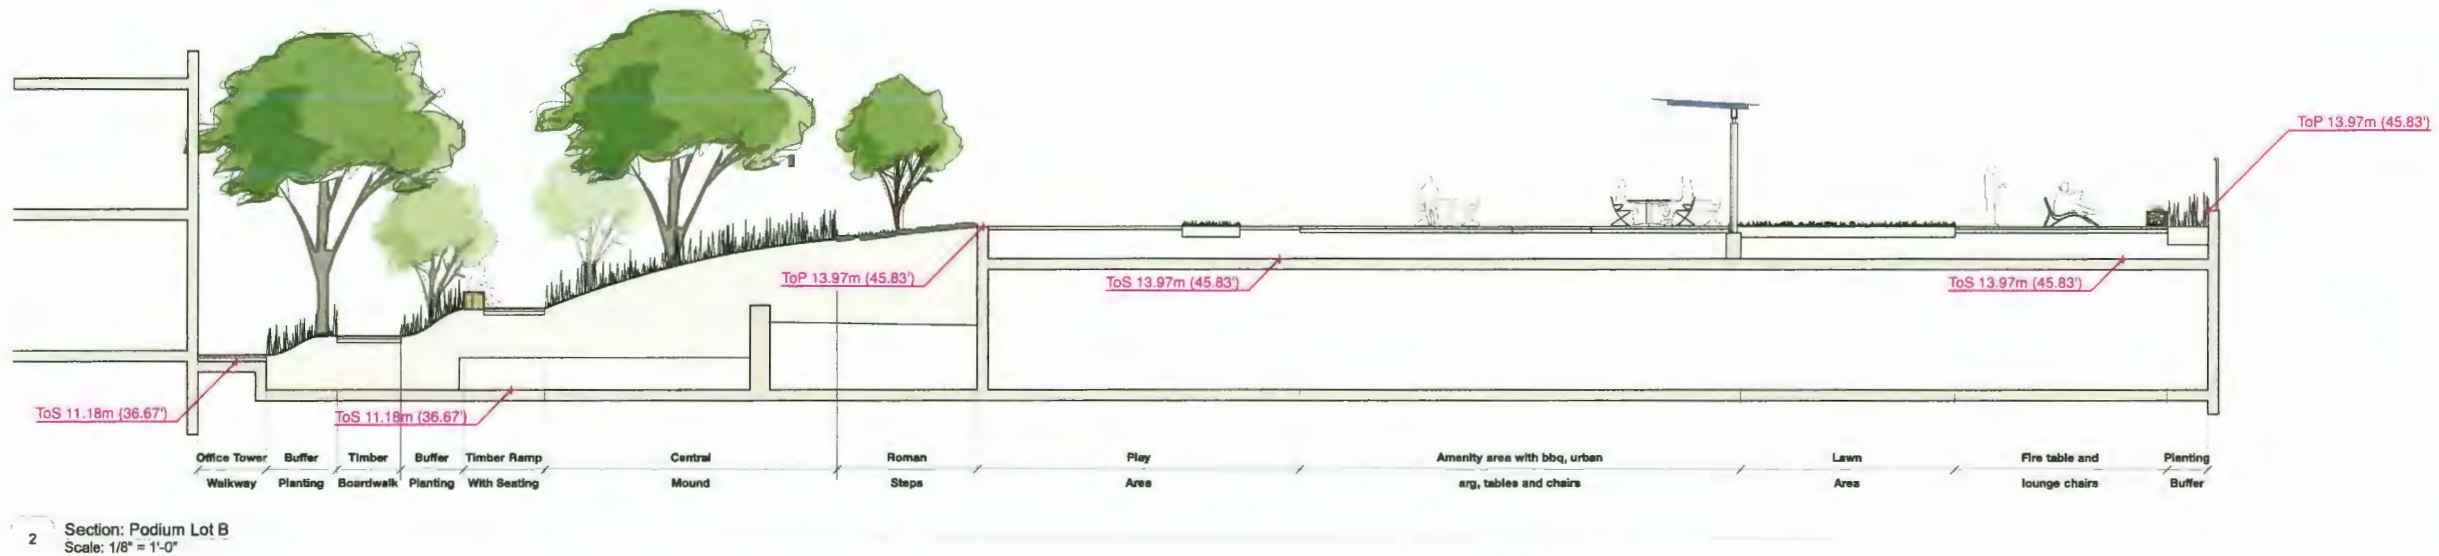 ToP 13.97m (45.83')
ToP 13.97m (45.83')
ToS 13.97m (45.83')
ToS 13.97m (45.83')
ToS 11.18m (36.67')
ToS 11.18m (36.67')
Office Tower Buffer Timber Buffer Timber Ramp Central Roman Play Amenity area with bbq, urban Lawn Fire table and Planting
Walkway Planting Boardwalk Planting With Seating Mound Steps Area arg, tables and chairs Area lounge chairs Buffer
2 Section: Podium Lot B
Scale: 1/8" = 1'-0"